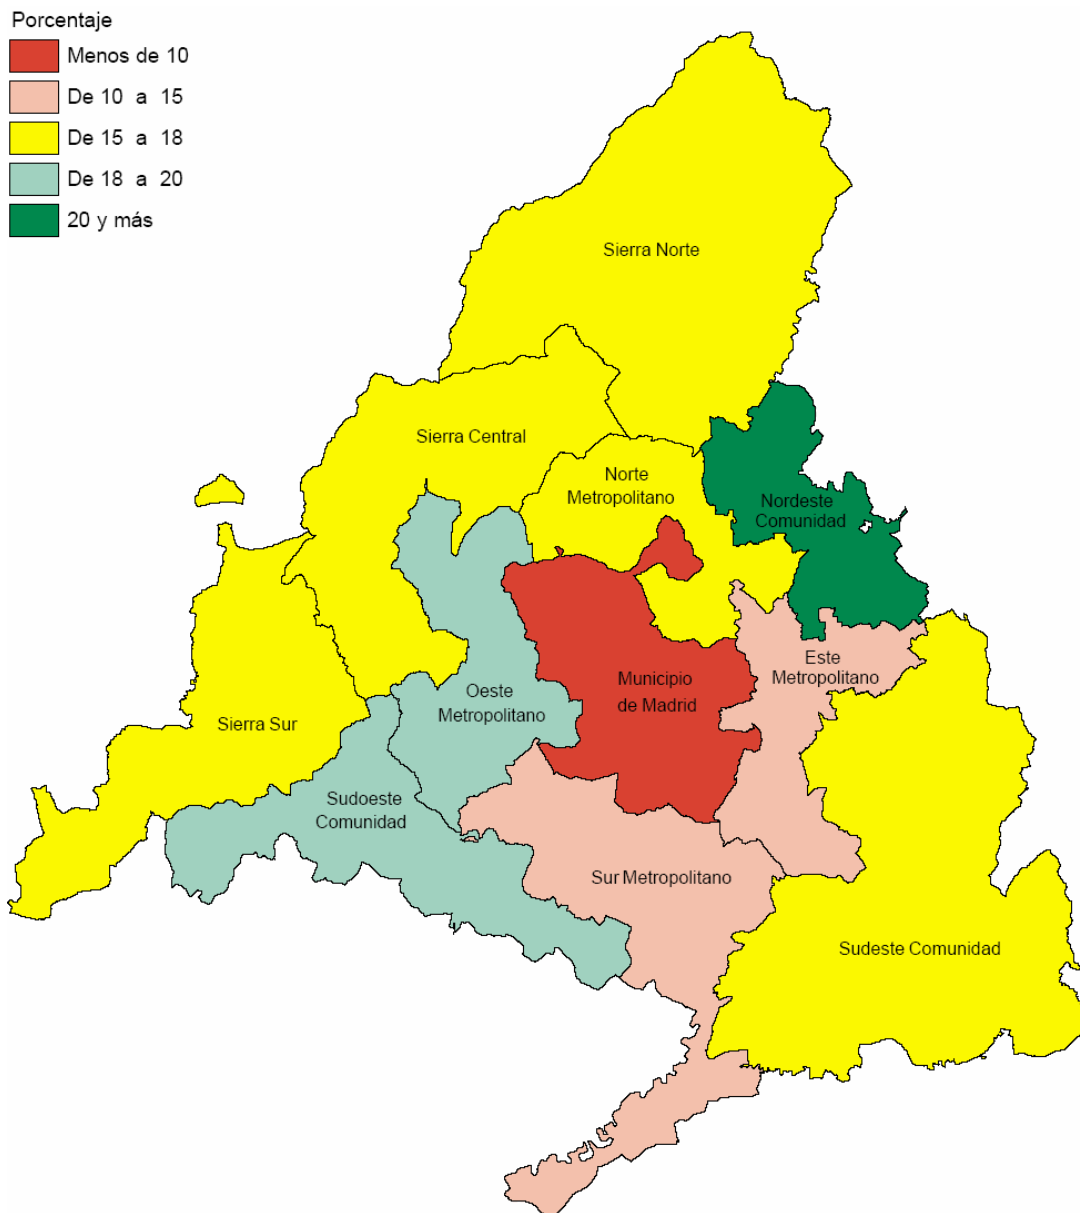 Porcentaje
Menos de 10
De 10 a 15
De 15 a 18
De 18 a 20
20 y más
Sierra Norte
Sierra Central
Norte
Metropolitano
Nordeste
Comunidad
Este
Metropolitano
Municipio
de Madrid
Oeste
Metropolitano
Sierra Sur
Sudoeste
Comunidad
Sur Metropolitano
Sudeste Comunidad